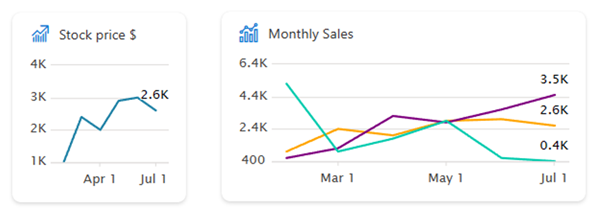 Stock price $
4K
3K
2K
1K
2.6K
Apr 1 Jul 1
Monthly Sales
6.4K
4.4K
2.4K
400
3.5K
2.6K
0.4K
Mar 1 May 1 Jul 1